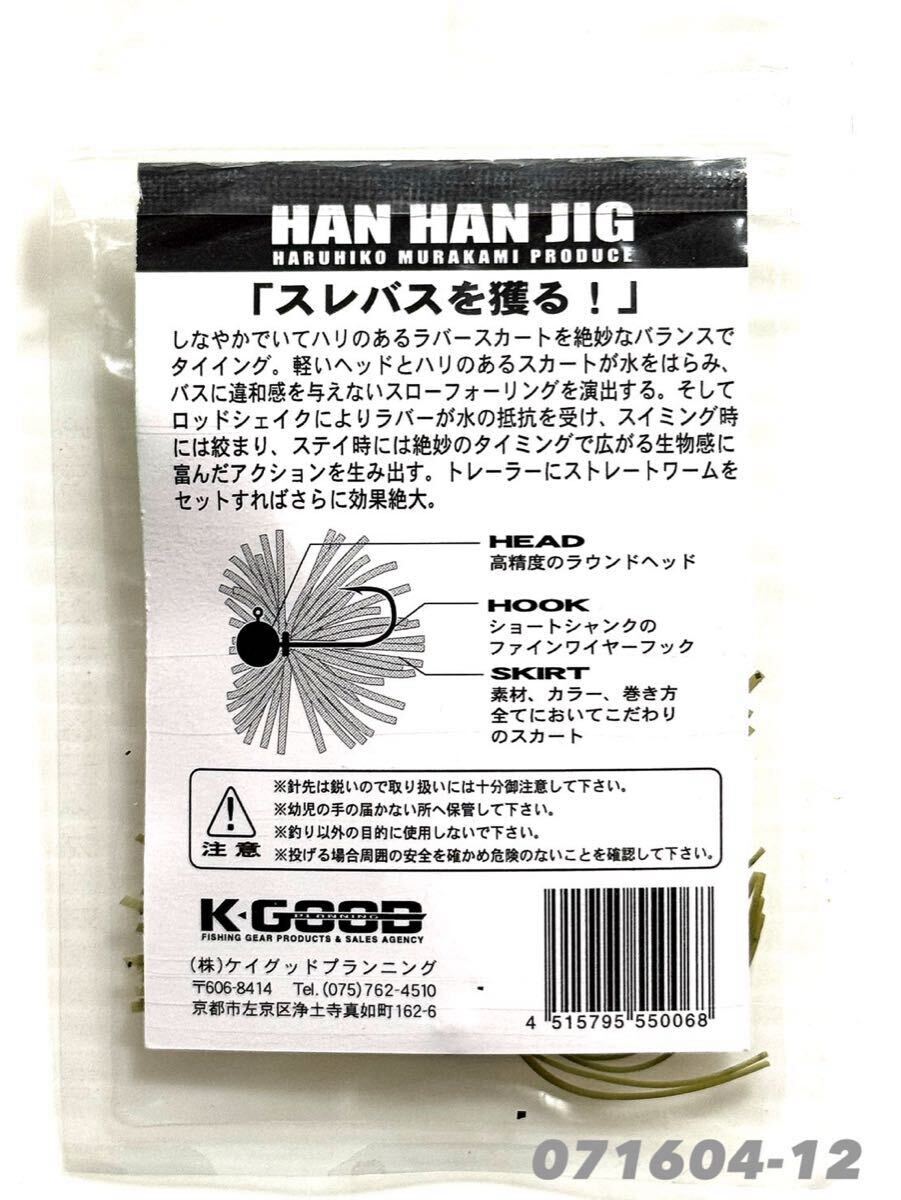 HAN HAN JIG
HARUHIKO MURAKAMI PRODUCE
「スレバスを獲る！」
しなやかでいてハリのあるラバースカートを絶妙なバランスで
タイイング。軽いヘッドとハリのあるスカートが水をはらみ、
バスに違和感を与えないスローフォーリングを演出する。そして
ロッドシェイクによりラバーが水の抵抗を受け、スイミング時
には絞まり、ステイ時には絶妙のタイミングで広がる生物感に
富んだアクションを生み出す。トレーラーにストレートワームを
セットすればさらに効果絶大。
HEAD
高精度のラウンドヘッド
HOOK
ショートシャンクの
ファインワイヤーフック
SKIRT
素材、カラー、巻き方
全てにおいてこだわり
のスカート
注意
※針先は鋭いので取り扱いには十分御注意して下さい。
※幼児の手の届かない所へ保管して下さい。
※釣り以外の目的に使用しないで下さい。
※投げる場合周囲の安全を確かめ危険のないことを確認して下さい。
K-GOOD
PLANNING
FISHING GEAR PRODUCTS & SALES AGENCY
(株)ケイグッドプランニング
〒606-8414 Tel.(075)762-4510
京都市左京区浄土寺真如町162-6
4 515795 550068
071604-12